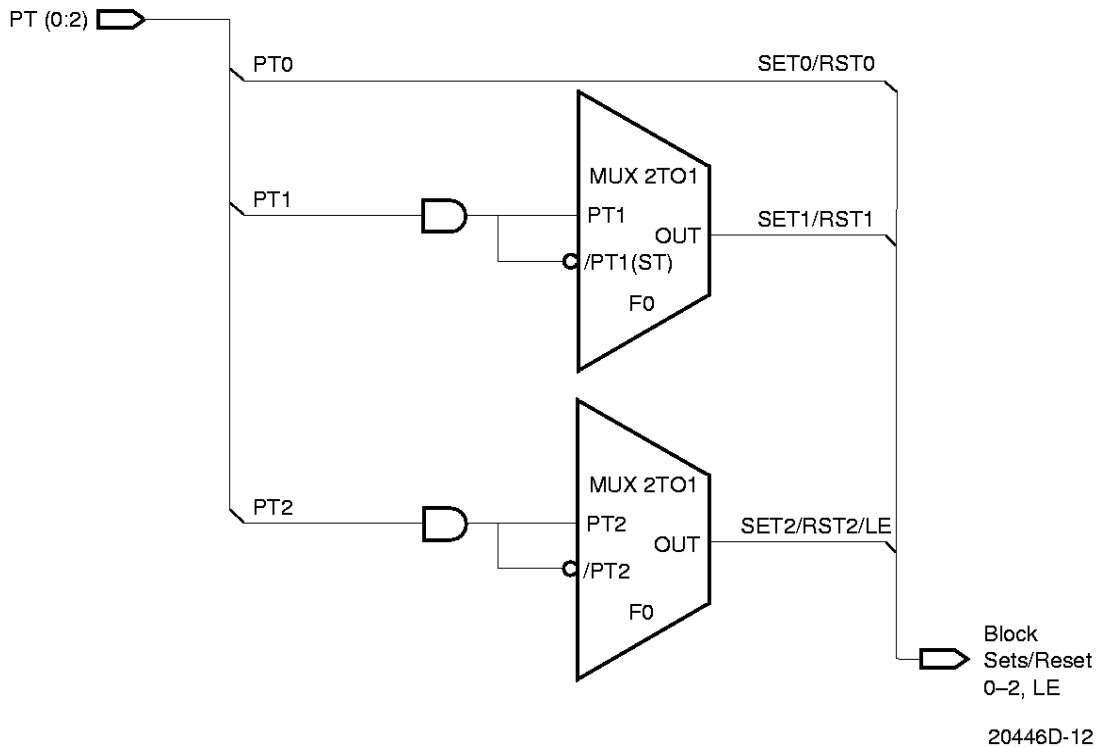 PT (0:2)
PT0
SET0/RST0
MUX 2TO1
PT1
PT1
SET1/RST1
OUT
/PT1(ST)
F0
MUX 2TO1
PT2
PT2
SET2/RST2/LE
OUT
/PT2
F0
Block
Sets/Reset
0–2, LE
20446D-12